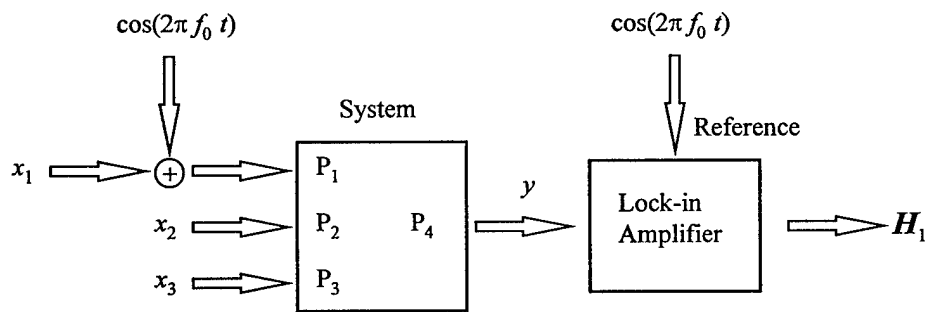 cos(2π f₀ t)
cos(2π f₀ t)
System
Reference
x₁
+
P₁
y
Lock-in
Amplifier
x₂
P₂
P₄
H₁
x₃
P₃